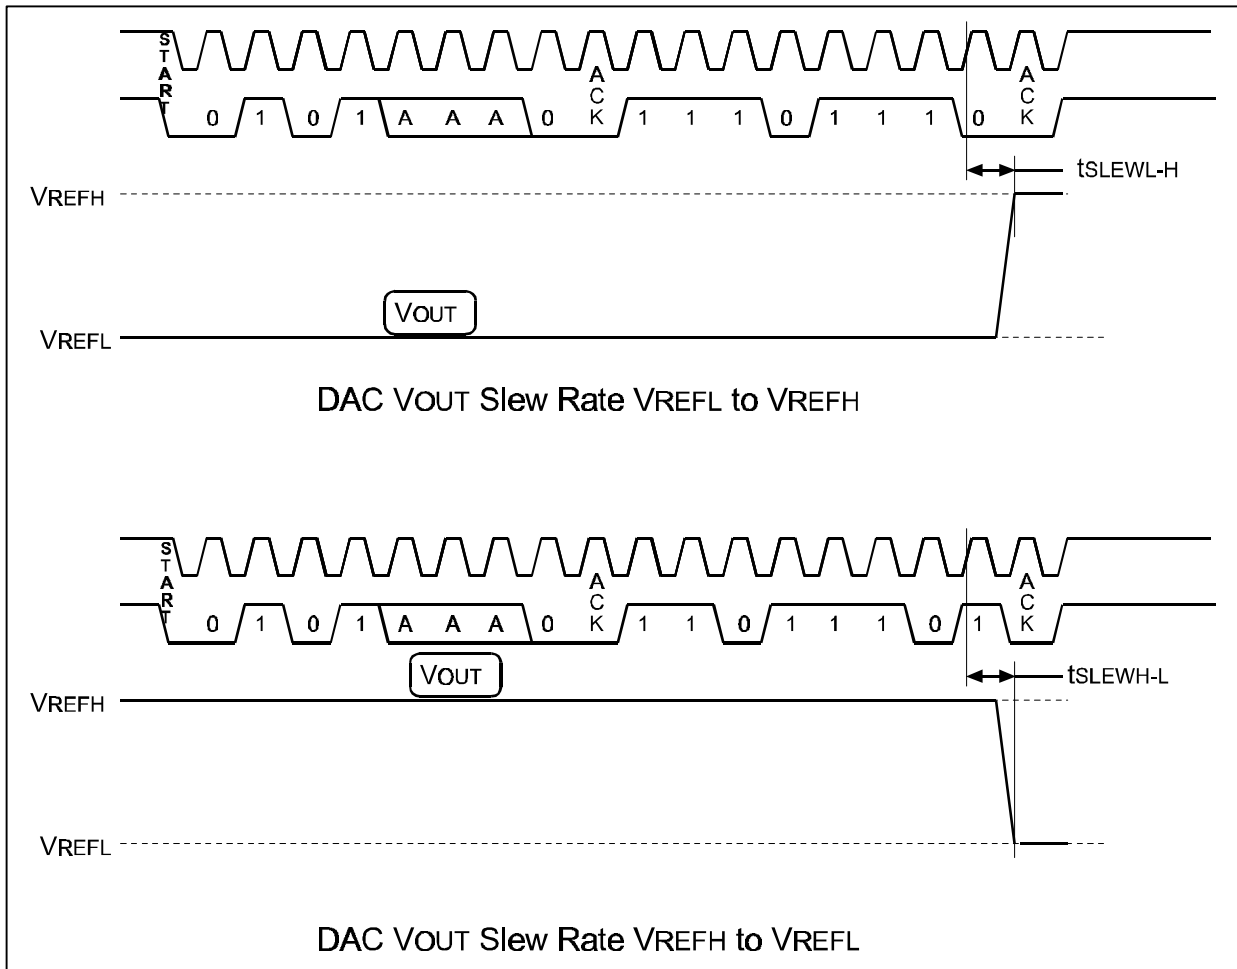 START
0 1 0 1 A A A 0 ACK 1 1 1 0 1 1 1 0 ACK
tSLEWL-H
VREFH
VOUT
VREFL
DAC VOUT Slew Rate VREFL to VREFH
START
0 1 0 1 A A A 0 ACK 1 1 0 1 1 1 0 1 ACK
VOUT
tSLEWH-L
VREFH
VREFL
DAC VOUT Slew Rate VREFH to VREFL